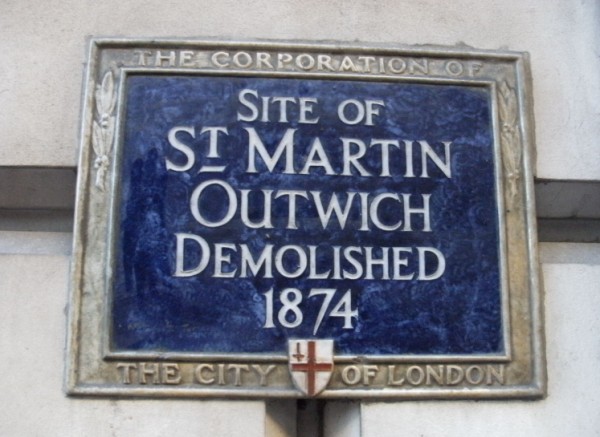 THE CORPORATION OF
SITE OF
ST MARTIN
OUTWICH
DEMOLISHED
1874
THE CITY OF LONDON